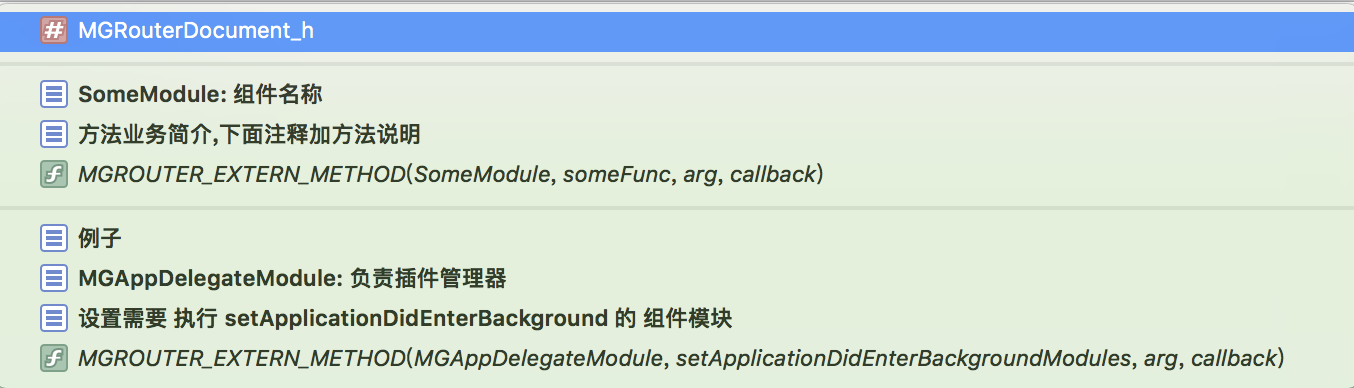 MGRouterDocument_h
SomeModule: 组件名称
方法业务简介,下面注释加方法说明
MGROUTER_EXTERN_METHOD(SomeModule, someFunc, arg, callback)
例子
MGAppDelegateModule: 负责插件管理器
设置需要 执行 setApplicationDidEnterBackground 的 组件模块
MGROUTER_EXTERN_METHOD(MGAppDelegateModule, setApplicationDidEnterBackgroundModules, arg, callback)